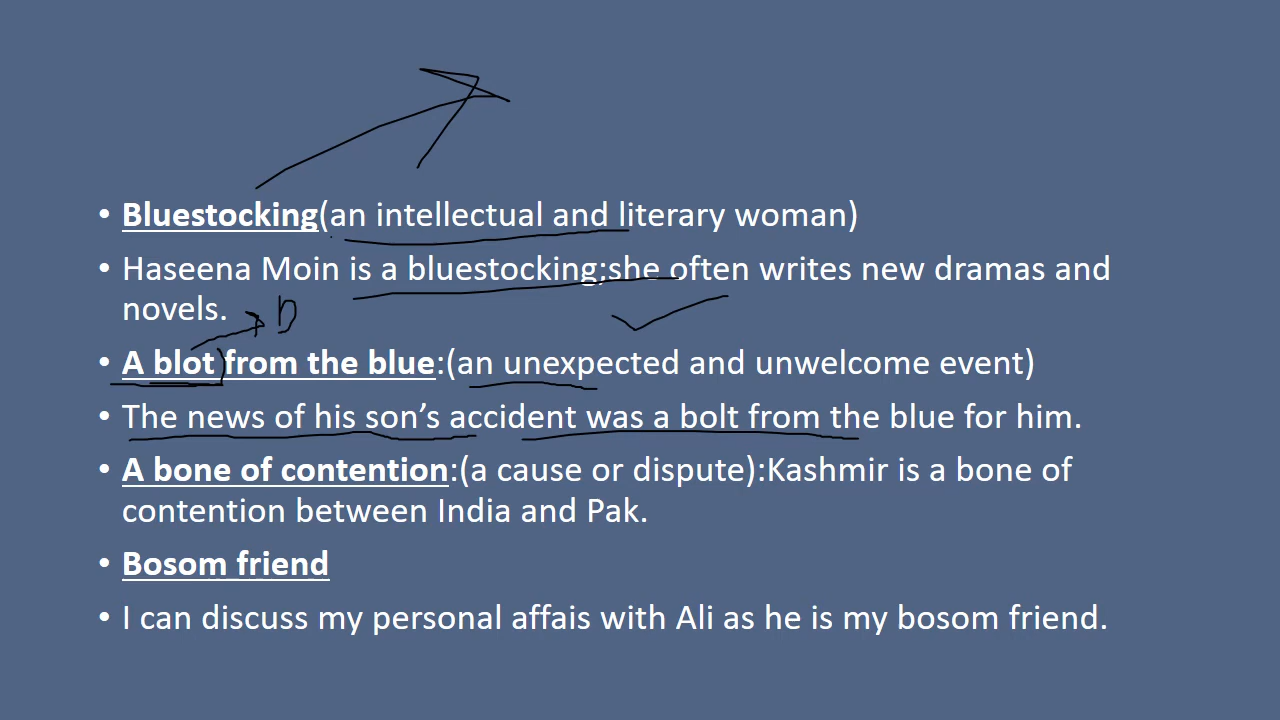 • Bluestocking(an intellectual and literary woman)
• Haseena Moin is a bluestocking;she often writes new dramas and
novels.
n
• A blot from the blue:(an unexpected and unwelcome event)
• The news of his son’s accident was a bolt from the blue for him.
• A bone of contention:(a cause or dispute):Kashmir is a bone of
contention between India and Pak.
• Bosom friend
• I can discuss my personal affais with Ali as he is my bosom friend.